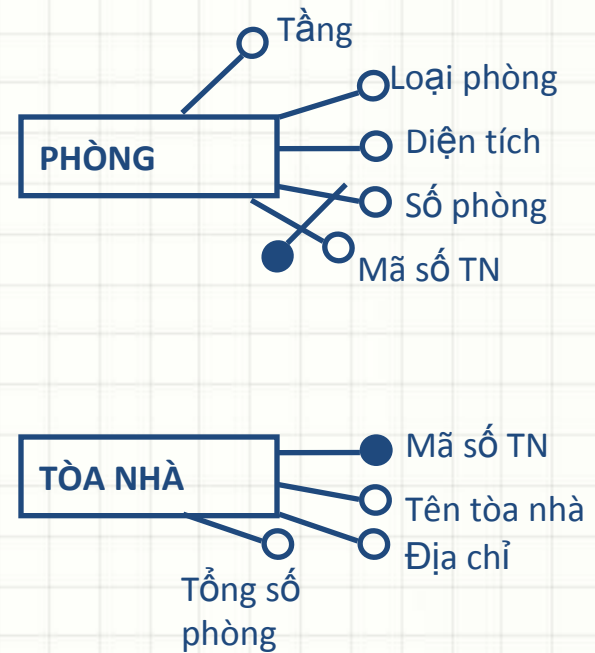 Tầng
Loại phòng
PHÒNG
Diện tích
Số phòng
Mã số TN
TÒA NHÀ
Mã số TN
Tên tòa nhà
Địa chỉ
Tổng số
phòng